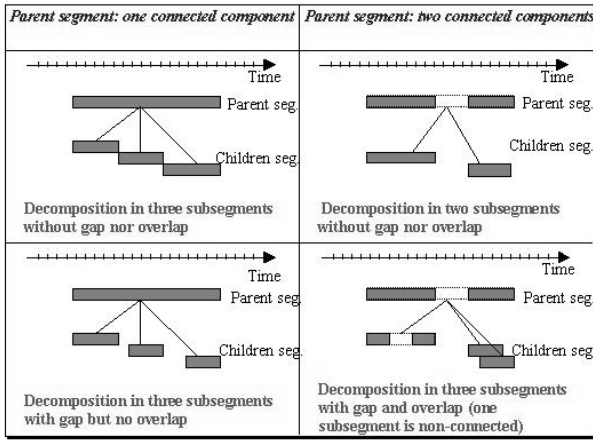 Parent segment: one connected component
Parent segment: two connected components
Time
Parent seg.
Children seg.
Decomposition in three subsegments
without gap nor overlap
Time
Parent seg.
Children seg.
Decomposition in two subsegments
without gap nor overlap
Time
Parent seg.
Children seg.
Decomposition in three subsegments
with gap but no overlap
Time
Parent seg.
Children seg.
Decomposition in three subsegments
with gap and overlap (one
subsegment is non-connected)